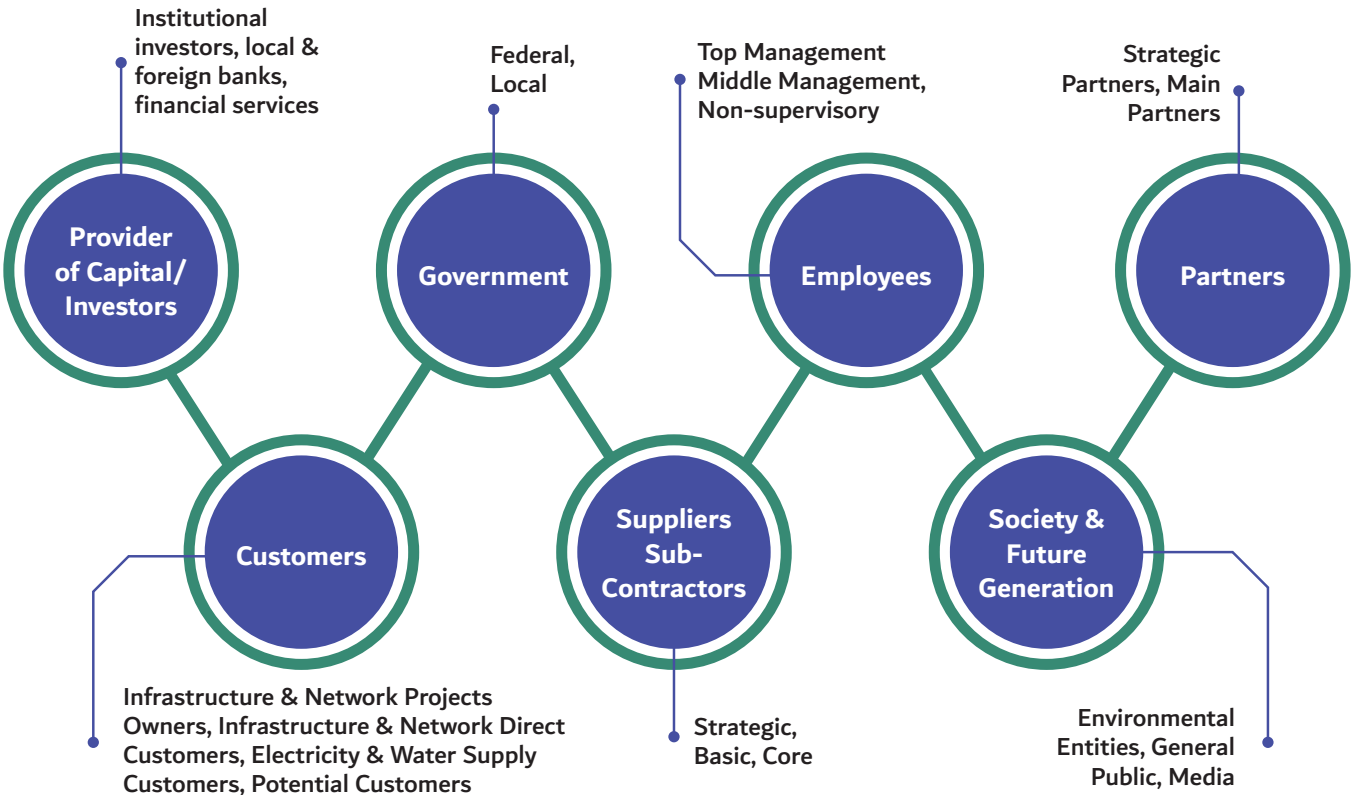 Institutional
investors, local &
foreign banks,
financial services
Federal,
Local
Top Management
Middle Management,
Non-supervisory
Strategic
Partners, Main
Partners
Provider
of Capital/
Investors
Government
Employees
Partners
Customers
Suppliers
Sub-
Contractors
Society &
Future
Generation
Infrastructure & Network Projects
Owners, Infrastructure & Network Direct
Customers, Electricity & Water Supply
Customers, Potential Customers
Strategic,
Basic, Core
Environmental
Entities, General
Public, Media